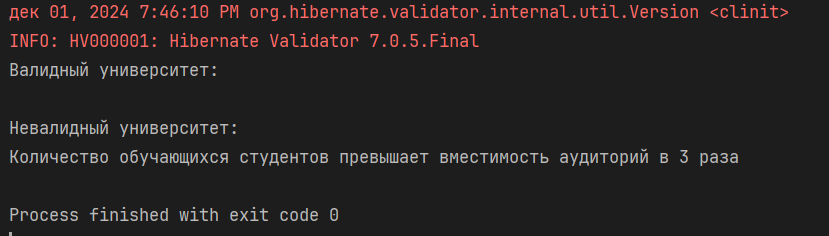 дек 01, 2024 7:46:10 PM org.hibernate.validator.internal.util.Version <clinit>
INFO: HV000001: Hibernate Validator 7.0.5.Final
Валидный университет:
Невалидный университет:
Количество обучающихся студентов превышает вместимость аудиторий в 3 раза
Process finished with exit code 0